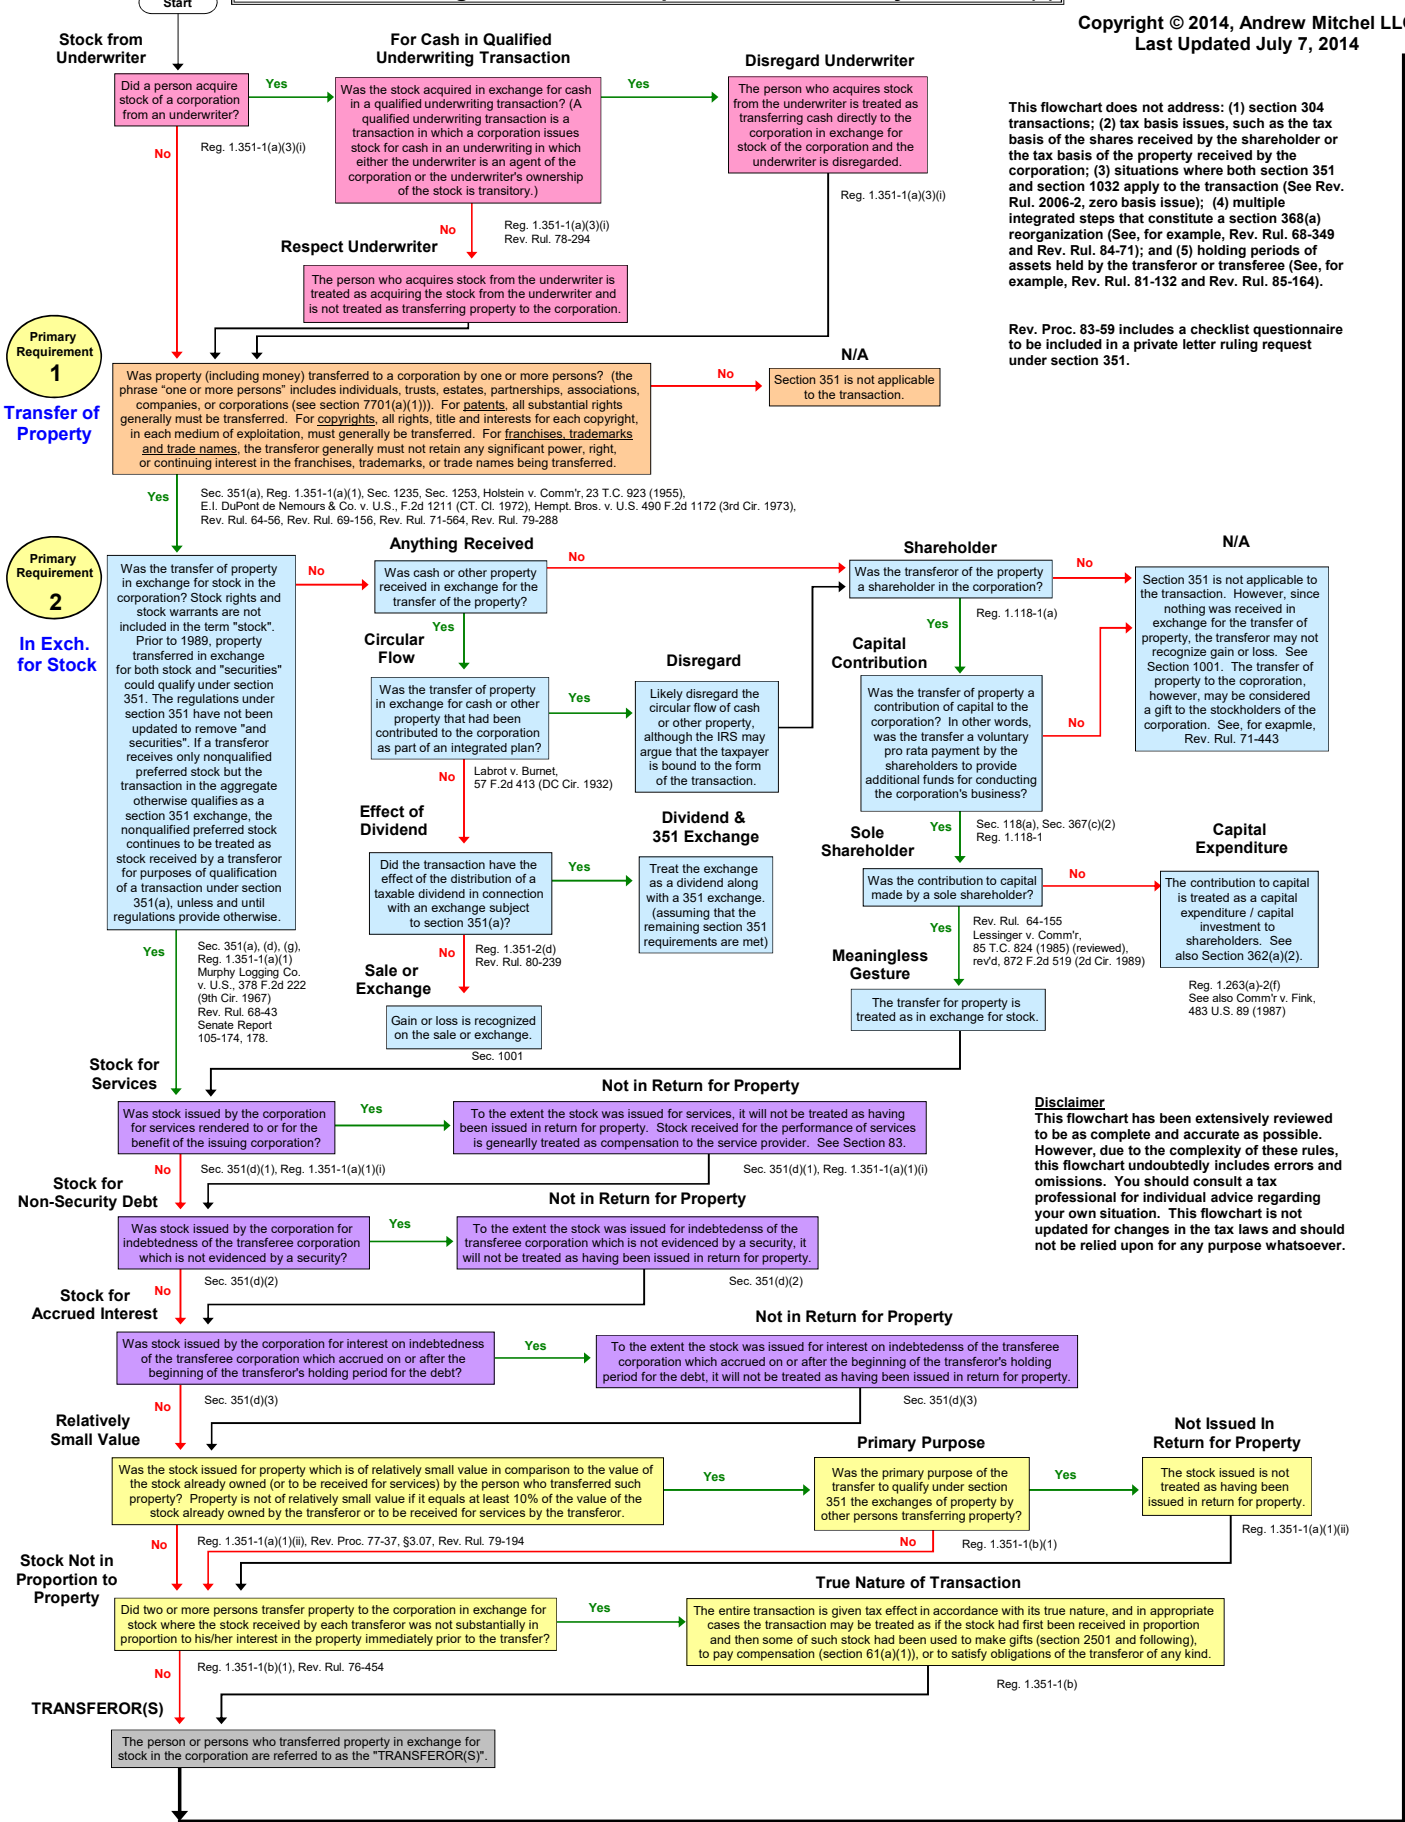 Start
Copyright © 2014, Andrew Mitchel LLC
Last Updated July 7, 2014
Stock from
Underwriter
For Cash in Qualified
Underwriting Transaction
Disregard Underwriter
Did a person acquire
stock of a corporation
from an underwriter?
Yes
Was the stock acquired in exchange for cash
in a qualified underwriting transaction? (A
qualified underwriting transaction is a
transaction in which a corporation issues
stock for cash in an underwriting in which
either the underwriter is an agent of the
corporation or the underwriter's ownership
of the stock is transitory.)
Yes
The person who acquires stock
from the underwriter is treated as
transferring cash directly to the
corporation in exchange for
stock of the corporation and the
underwriter is disregarded.
No
Reg. 1.351-1(a)(3)(i)
Reg. 1.351-1(a)(3)(i)
No
Reg. 1.351-1(a)(3)(i)
Rev. Rul. 78-294
Respect Underwriter
The person who acquires stock from the underwriter is
treated as acquiring the stock from the underwriter and
is not treated as transferring property to the corporation.
This flowchart does not address: (1) section 304
transactions; (2) tax basis issues, such as the tax
basis of the shares received by the shareholder or
the tax basis of the property received by the
corporation; (3) situations where both section 351
and section 1032 apply to the transaction (See Rev.
Rul. 2006-2, zero basis issue); (4) multiple
integrated steps that constitute a section 368(a)
reorganization (See, for example, Rev. Rul. 68-349
and Rev. Rul. 84-71); and (5) holding periods of
assets held by the transferor or transferee (See, for
example, Rev. Rul. 81-132 and Rev. Rul. 85-164).
Rev. Proc. 83-59 includes a checklist questionnaire
to be included in a private letter ruling request
under section 351.
Primary
Requirement
1
Transfer of
Property
Was property (including money) transferred to a corporation by one or more persons? (the
phrase "one or more persons" includes individuals, trusts, estates, partnerships, associations,
companies, or corporations (see section 7701(a)(1))). For patents, all substantial rights
generally must be transferred. For copyrights, all rights, title and interests for each copyright,
in each medium of exploitation, must generally be transferred. For franchises, trademarks
and trade names, the transferor generally must not retain any significant power, right,
or continuing interest in the franchises, trademarks, or trade names being transferred.
No
N/A
Section 351 is not applicable
to the transaction.
Yes
Sec. 351(a), Reg. 1.351-1(a)(1), Sec. 1235, Sec. 1253, Holstein v. Comm'r, 23 T.C. 923 (1955),
E.I. DuPont de Nemours & Co. v. U.S., F.2d 1211 (CT. Cl. 1972), Hempt. Bros. v. U.S. 490 F.2d 1172 (3rd Cir. 1973),
Rev. Rul. 64-56, Rev. Rul. 69-156, Rev. Rul. 71-564, Rev. Rul. 79-288
Primary
Requirement
2
In Exch.
for Stock
Was the transfer of property
in exchange for stock in the
corporation? Stock rights and
stock warrants are not
included in the term "stock".
Prior to 1989, property
transferred in exchange
for both stock and "securities"
could qualify under section
351. The regulations under
section 351 have not been
updated to remove "and
securities". If a transferor
receives only nonqualified
preferred stock but the
transaction in the aggregate
otherwise qualifies as a
section 351 exchange, the
nonqualified preferred stock
continues to be treated as
stock received by a transferor
for purposes of qualification
of a transaction under section
351(a), unless and until
regulations provide otherwise.
No
Anything Received
Was cash or other property
received in exchange for the
transfer of the property?
No
Yes
Circular
Flow
Was the transfer of property
in exchange for cash or other
property that had been
contributed to the corporation
as part of an integrated plan?
Yes
Disregard
Likely disregard the
circular flow of cash
or other property,
although the IRS may
argue that the taxpayer
is bound to the form
of the transaction.
No
Labrot v. Burnet,
57 F.2d 413 (DC Cir. 1932)
Effect of
Dividend
Did the transaction have the
effect of the distribution of a
taxable dividend in connection
with an exchange subject
to section 351(a)?
Yes
Dividend &
351 Exchange
Treat the exchange
as a dividend along
with a 351 exchange.
(assuming that the
remaining section 351
requirements are met)
No
Reg. 1.351-2(d)
Rev. Rul. 80-239
Sale or
Exchange
Gain or loss is recognized
on the sale or exchange.
Sec. 1001
Shareholder
Was the transferor of the property
a shareholder in the corporation?
No
Reg. 1.118-1(a)
Yes
N/A
Section 351 is not applicable to
the transaction. However, since
nothing was received in
exchange for the transfer of
property, the transferor may not
recognize gain or loss. See
Section 1001. The transfer of
property to the coproration,
however, may be considered
a gift to the stockholders of the
corporation. See, for exapmle,
Rev. Rul. 71-443
Capital
Contribution
Was the transfer of property a
contribution of capital to the
corporation? In other words,
was the transfer a voluntary
pro rata payment by the
shareholders to provide
additional funds for conducting
the corporation's business?
No
Yes
Sec. 118(a), Sec. 367(c)(2)
Reg. 1.118-1
Sole
Shareholder
Was the contribution to capital
made by a sole shareholder?
No
Capital
Expenditure
The contribution to capital
is treated as a capital
expenditure / capital
investment to
shareholders. See
also Section 362(a)(2).
Reg. 1.263(a)-2(f)
See also Comm'r v. Fink,
483 U.S. 89 (1987)
Yes
Rev. Rul. 64-155
Lessinger v. Comm'r,
85 T.C. 824 (1985) (reviewed),
rev'd, 872 F.2d 519 (2d Cir. 1989)
Meaningless
Gesture
The transfer for property is
treated as in exchange for stock.
Yes
Sec. 351(a), (d), (g),
Reg. 1.351-1(a)(1)
Murphy Logging Co.
v. U.S., 378 F.2d 222
(9th Cir. 1967)
Rev. Rul. 68-43
Senate Report
105-174, 178.
Stock for
Services
Was stock issued by the corporation
for services rendered to or for the
benefit of the issuing corporation?
Yes
Not in Return for Property
To the extent the stock was issued for services, it will not be treated as having
been issued in return for property. Stock received for the performance of services
is genearlly treated as compensation to the service provider. See Section 83.
No
Sec. 351(d)(1), Reg. 1.351-1(a)(1)(i)
Sec. 351(d)(1), Reg. 1.351-1(a)(1)(i)
Disclaimer
This flowchart has been extensively reviewed
to be as complete and accurate as possible.
However, due to the complexity of these rules,
this flowchart undoubtedly includes errors and
omissions. You should consult a tax
professional for individual advice regarding
your own situation. This flowchart is not
updated for changes in the tax laws and should
not be relied upon for any purpose whatsoever.
Stock for
Non-Security Debt
Was stock issued by the corporation for
indebtedness of the transferee corporation
which is not evidenced by a security?
Yes
Not in Return for Property
To the extent the stock was issued for indebtedenss of the
transferee corporation which is not evidenced by a security, it
will not be treated as having been issued in return for property.
No
Sec. 351(d)(2)
Sec. 351(d)(2)
Stock for
Accrued Interest
Was stock issued by the corporation for interest on indebtedness
of the transferee corporation which accrued on or after the
beginning of the transferor's holding period for the debt?
Yes
Not in Return for Property
To the extent the stock was issued for interest on indebtedenss of the transferee
corporation which accrued on or after the beginning of the transferor's holding
period for the debt, it will not be treated as having been issued in return for property.
No
Sec. 351(d)(3)
Sec. 351(d)(3)
Relatively
Small Value
Was the stock issued for property which is of relatively small value in comparison to the value of
the stock already owned (or to be received for services) by the person who transferred such
property? Property is not of relatively small value if it equals at least 10% of the value of the
stock already owned by the transferor or to be received for services by the transferor.
Yes
Primary Purpose
Was the primary purpose of the
transfer to qualify under section
351 the exchanges of property by
other persons transferring property?
Yes
Not Issued In
Return for Property
The stock issued is not
treated as having been
issued in return for property.
No
Reg. 1.351-1(a)(1)(ii), Rev. Proc. 77-37, §3.07, Rev. Rul. 79-194
No
Reg. 1.351-1(b)(1)
Reg. 1.351-1(a)(1)(ii)
Stock Not in
Proportion to
Property
Did two or more persons transfer property to the corporation in exchange for
stock where the stock received by each transferor was not substantially in
proportion to his/her interest in the property immediately prior to the transfer?
Yes
True Nature of Transaction
The entire transaction is given tax effect in accordance with its true nature, and in appropriate
cases the transaction may be treated as if the stock had first been received in proportion
and then some of such stock had been used to make gifts (section 2501 and following),
to pay compensation (section 61(a)(1)), or to satisfy obligations of the transferor of any kind.
No
Reg. 1.351-1(b)(1), Rev. Rul. 76-454
Reg. 1.351-1(b)
TRANSFEROR(S)
The person or persons who transferred property in exchange for
stock in the corporation are referred to as the "TRANSFEROR(S)".